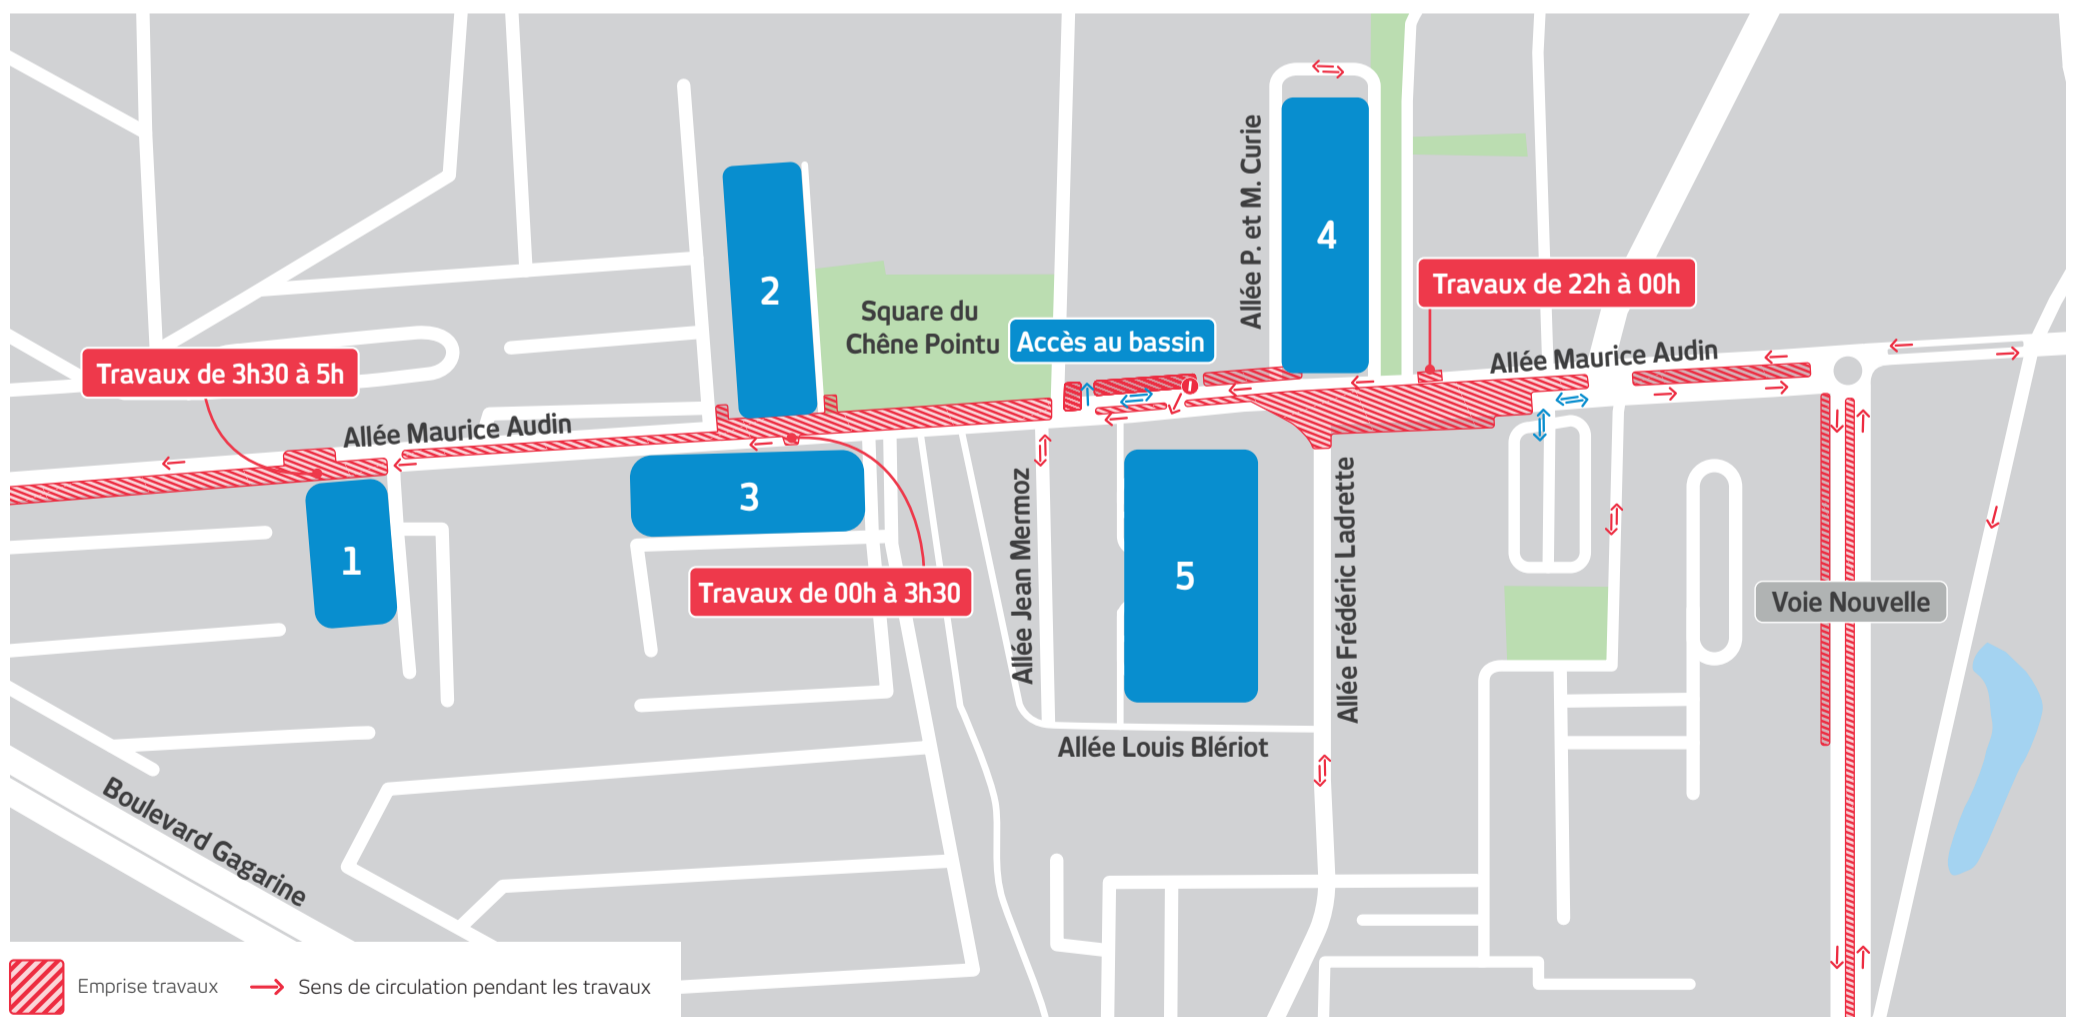 Allée P. et M. Curie
4
2
Travaux de 22h à 00h
Square du
Chêne Pointu
Accès au bassin
Allée Maurice Audin
Travaux de 3h30 à 5h
Allée Maurice Audin
3
1
Travaux de 00h à 3h30
Allée Jean Mermoz
5
Allée Frédéric Ladrette
Voie Nouvelle
Allée Louis Blériot
Boulevard Gagarine
Emprise travaux
Sens de circulation pendant les travaux